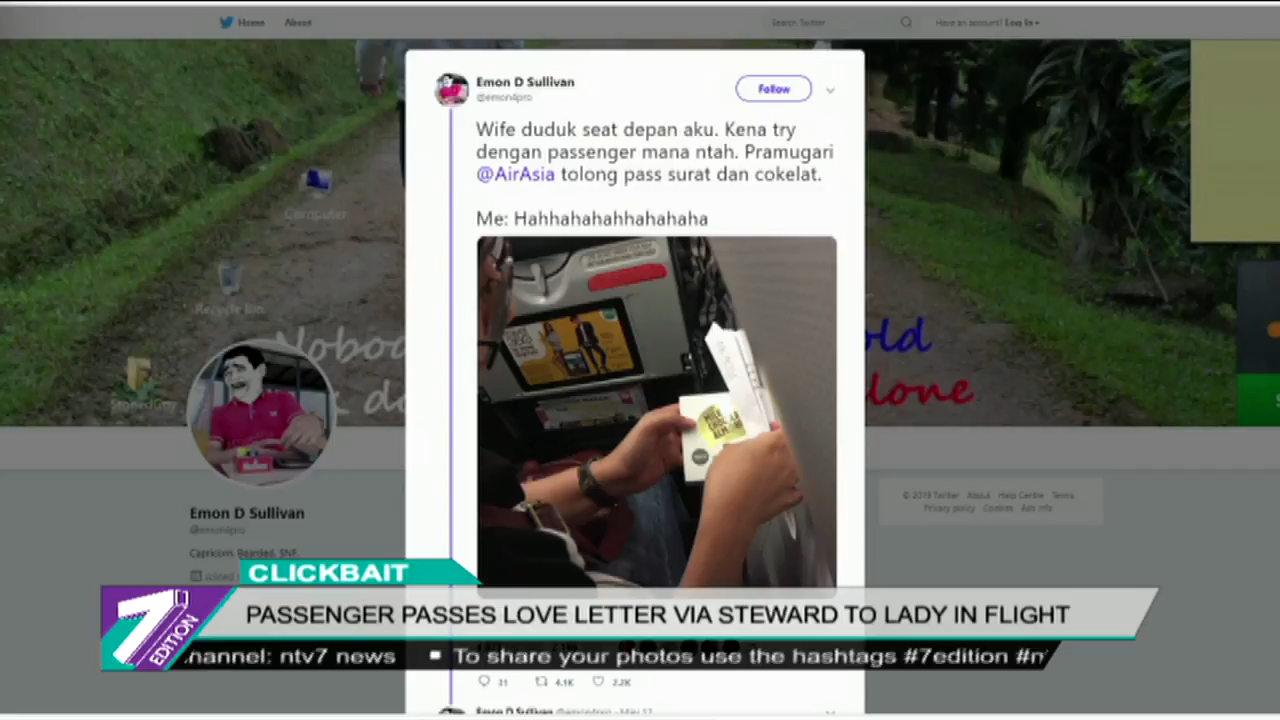 Home About Search Twitter Have an account? Log in
Emon D Sullivan
@emon4pro
Follow
Wife duduk seat depan aku. Kena try
dengan passenger mana ntah. Pramugari
@AirAsia tolong pass surat dan cokelat.
Me: Hahhahahahhahahaha
Computer
Recycle Bin
Nobod
old
k do
lone
Emon D Sullivan
@emon4pro
Capricorn. Bearded. SNF.
Joined
© 2019 Twitter About Help Centre Terms
Privacy policy Cookies Ads info
CLICKBAIT
PASSENGER PASSES LOVE LETTER VIA STEWARD TO LADY IN FLIGHT
7 EDITION
hannel: ntv7 news ▪ To share your photos use the hashtags #7edition #n
31 4.1K 2.2K
Emon D Sullivan @emon4pro